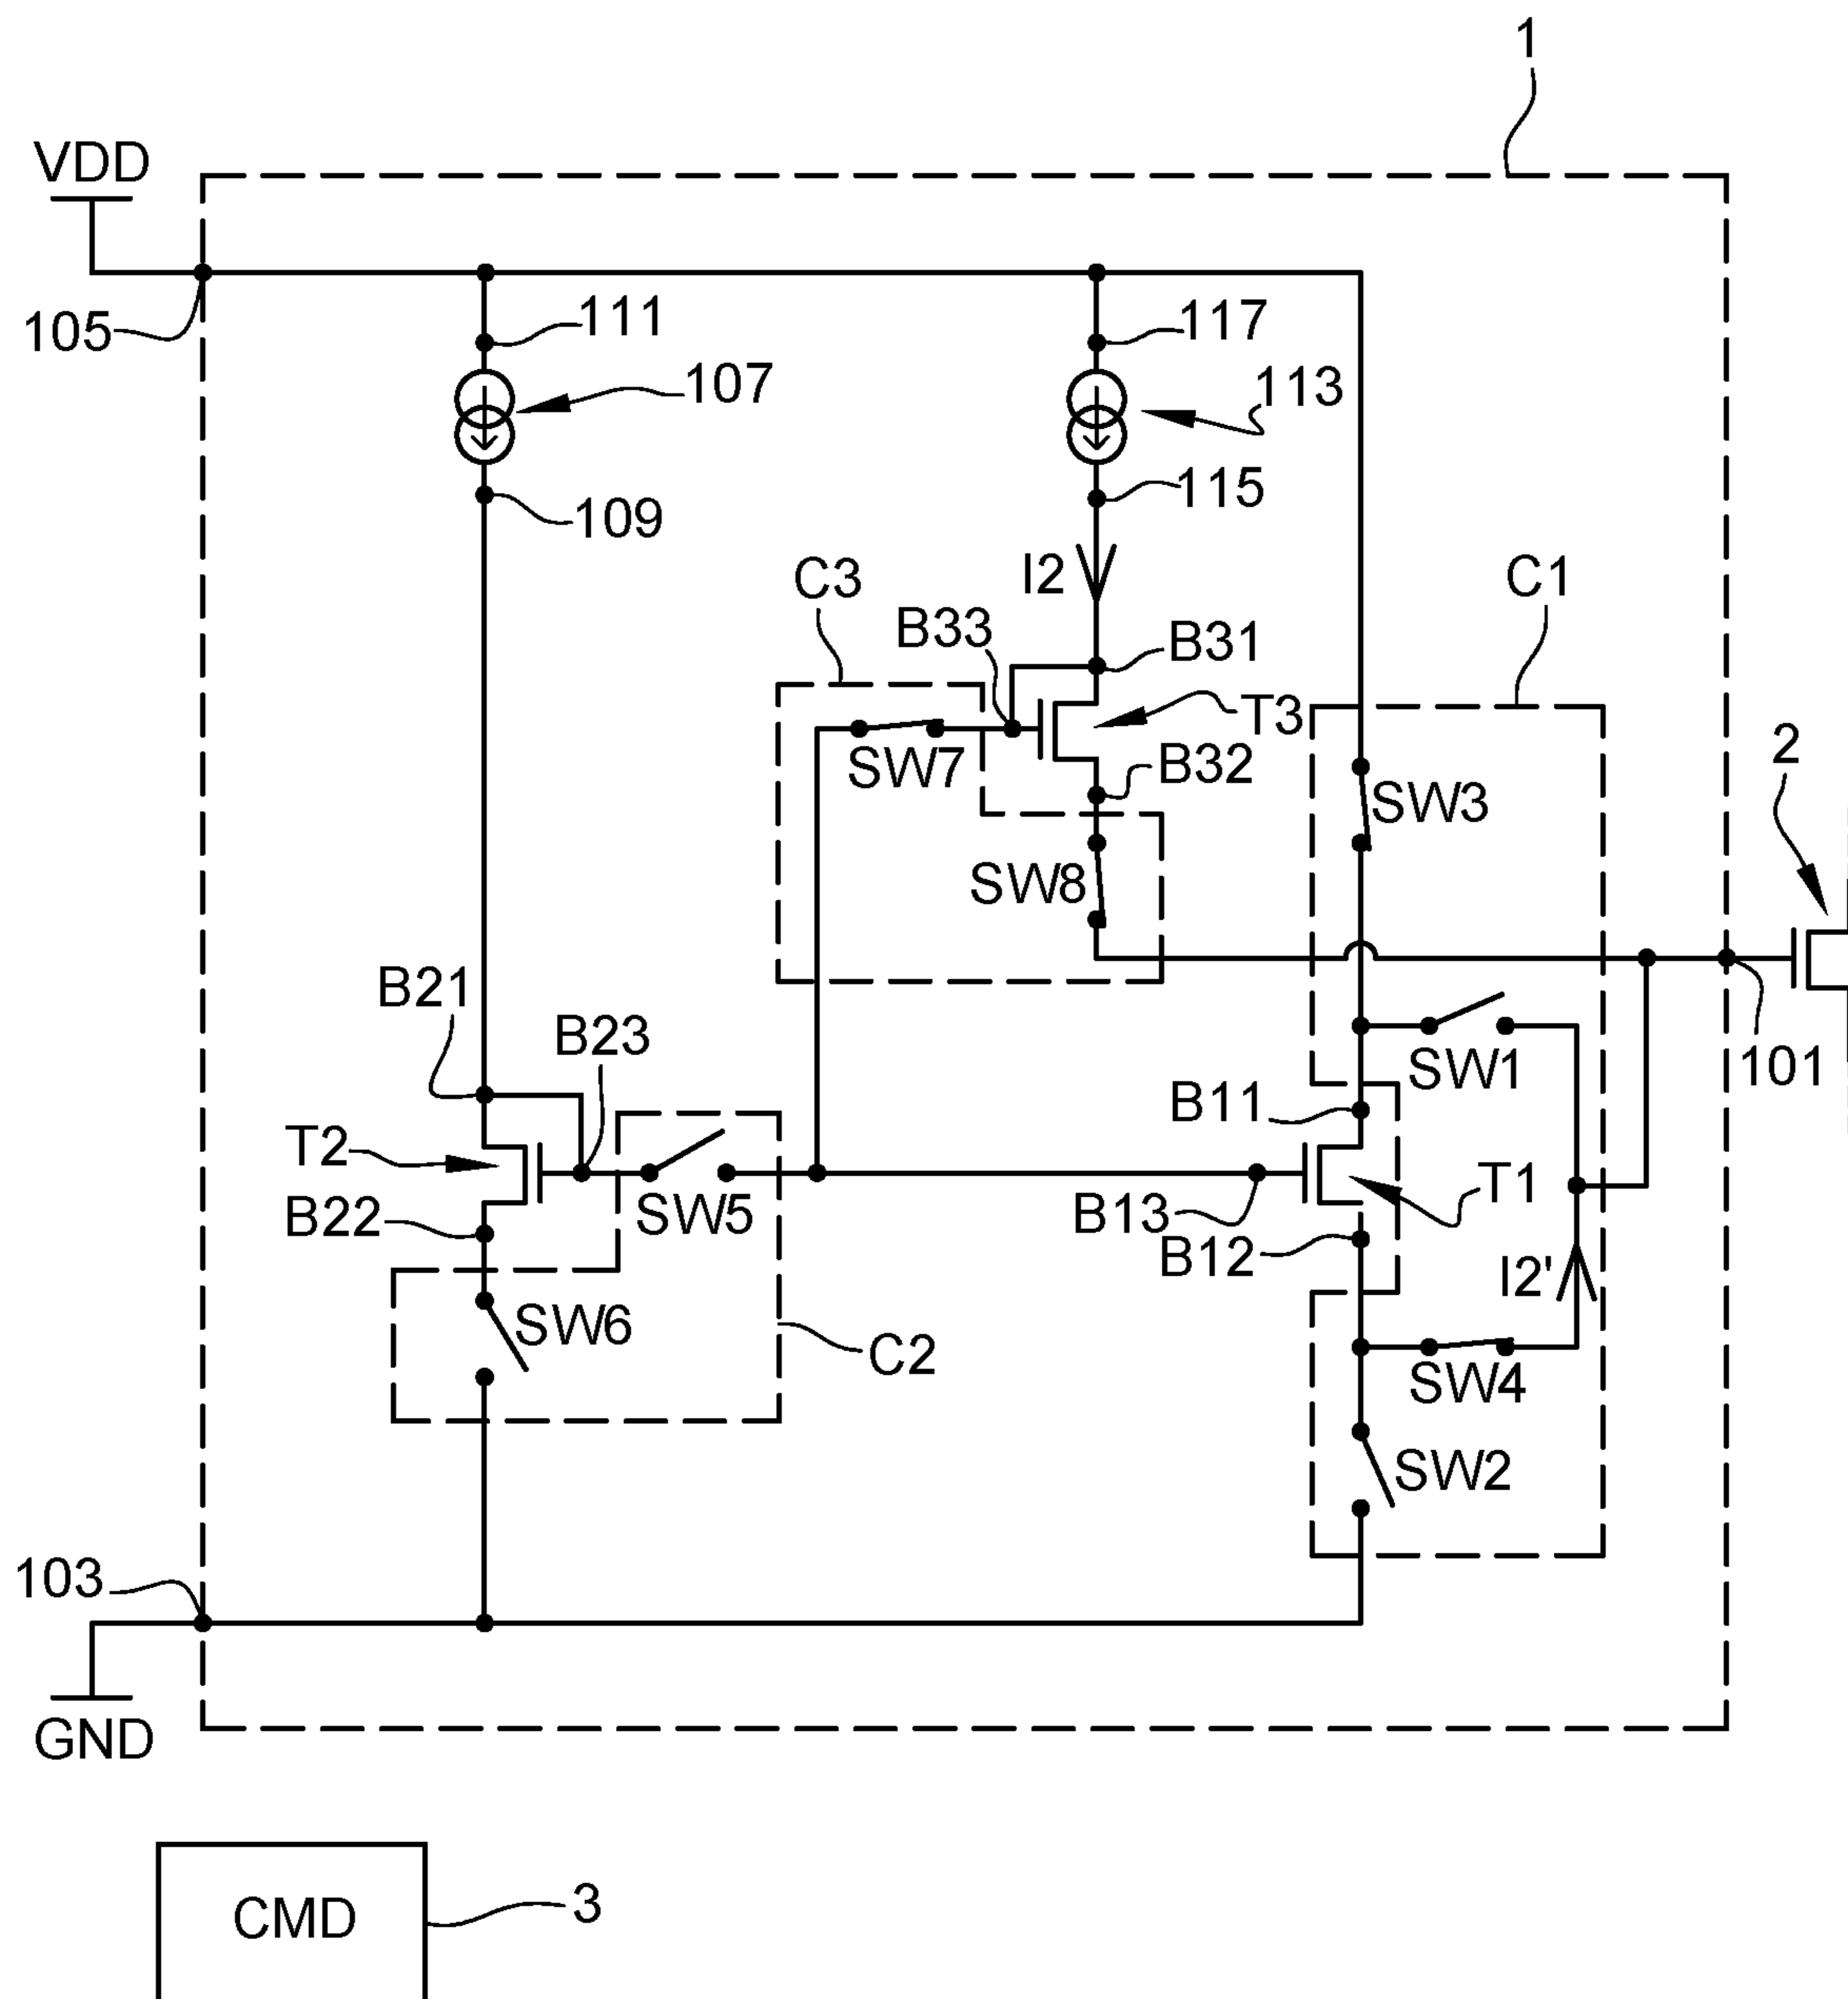 1
VDD
105
111
117
107
113
109
115
I2
C3
C1
B33
B31
T3
2
SW7
B32
SW3
SW8
B21
B23
SW1
101
B11
T2
T1
SW5
B13
B22
B12
I2'
SW6
C2
SW4
SW2
103
GND
CMD
3